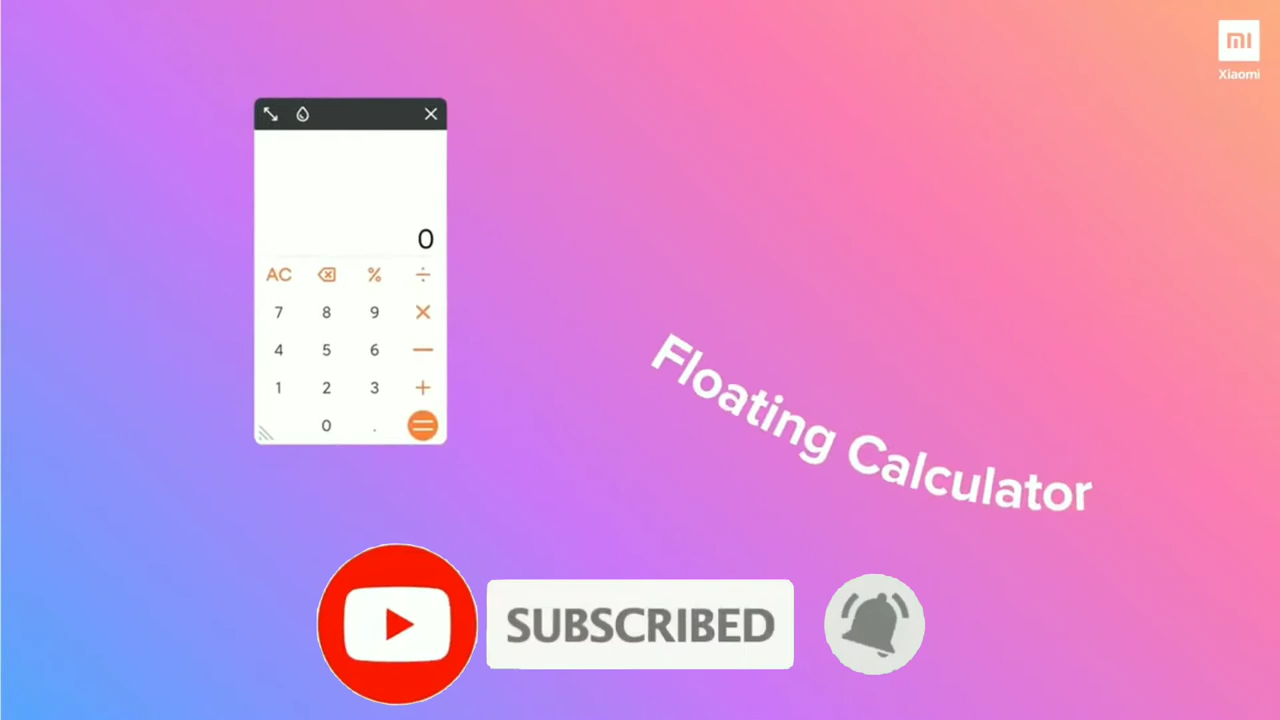 mi
Xiaomi
0
AC % ÷
7 8 9 ×
4 5 6 −
1 2 3 +
0 . =
Floating Calculator
SUBSCRIBED